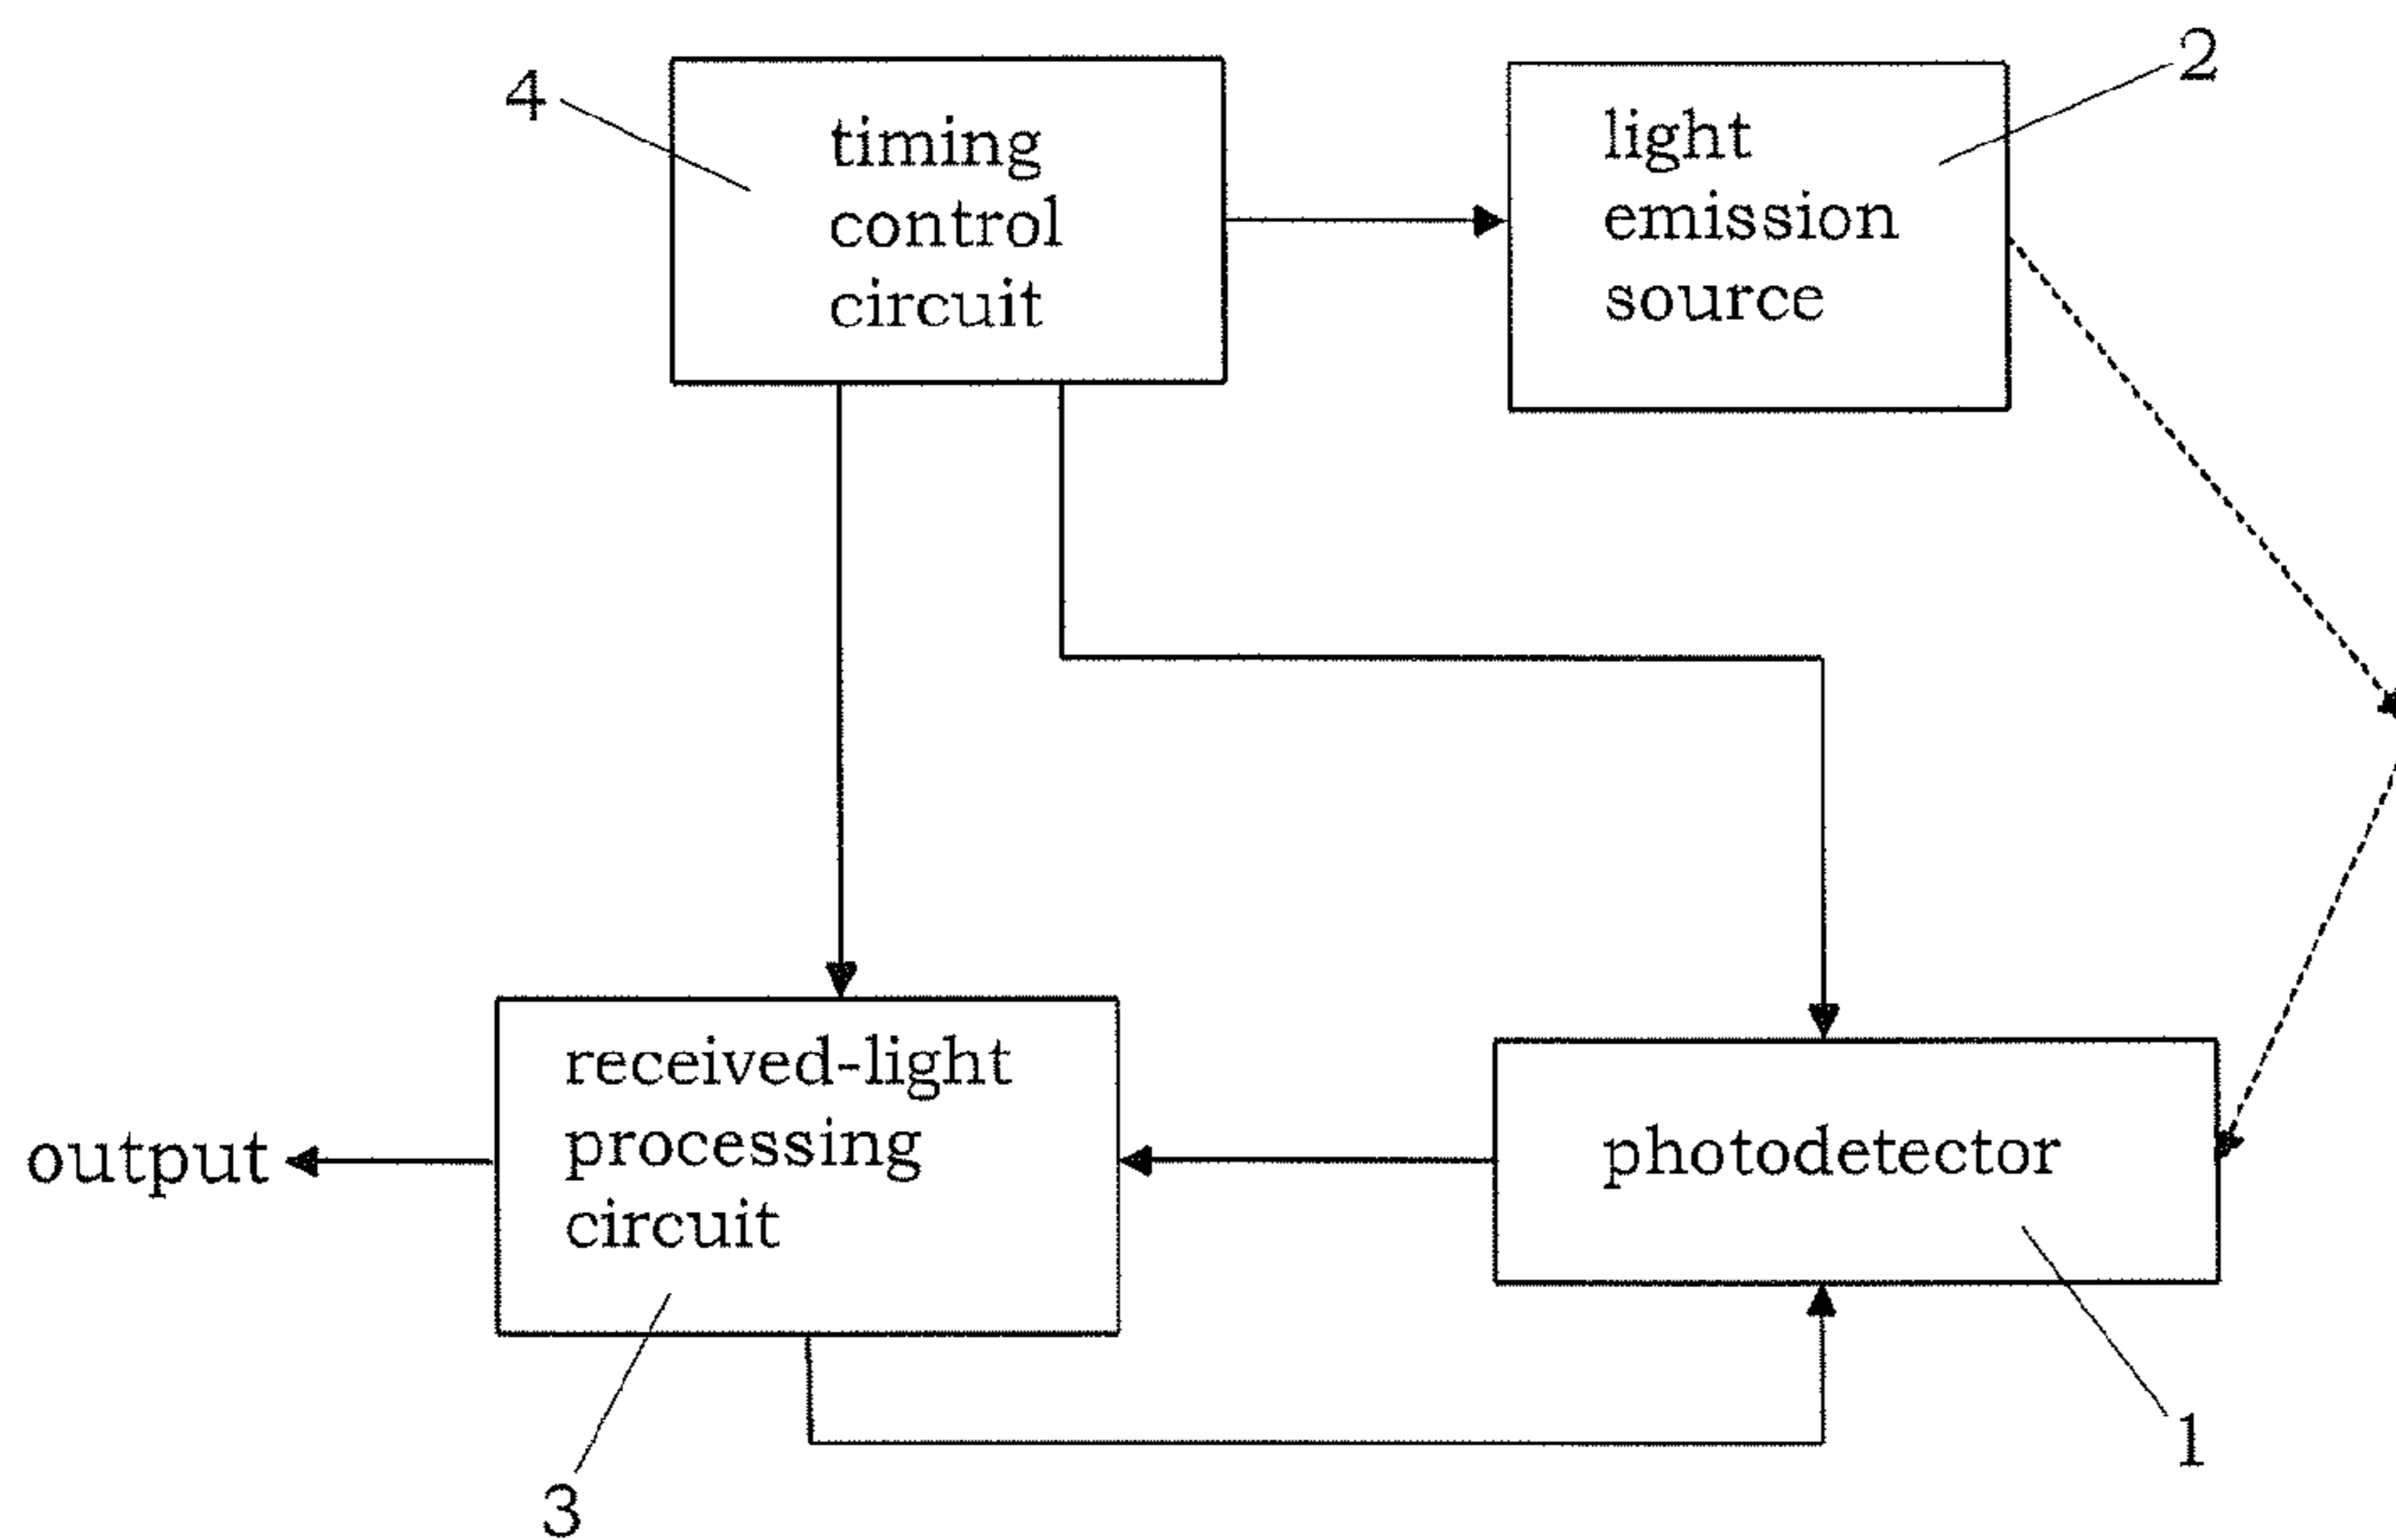 4
timing
control
circuit
2
light
emission
source
received-light
processing
circuit
output
photodetector
1
3